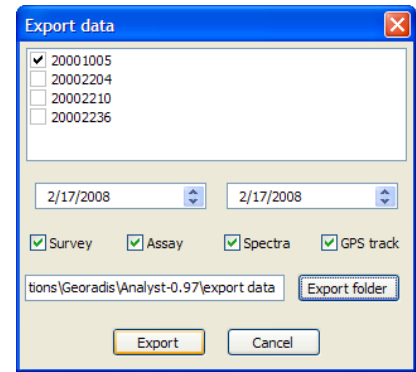 Export data
20001005
20002204
20002210
20002236
2/17/2008 2/17/2008
Survey Assay Spectra GPS track
tions\Georadis\Analyst-0.97\export data Export folder
Export Cancel